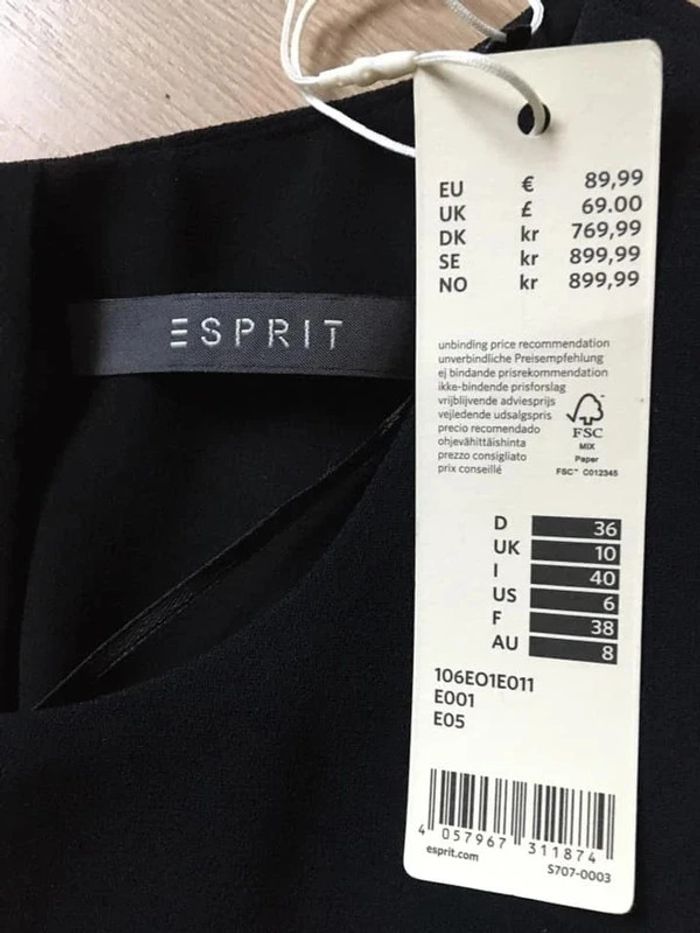 ESPRIT
EU € 89,99
UK £ 69.00
DK kr 769,99
SE kr 899,99
NO kr 899,99
unbinding price recommendation
unverbindliche Preisempfehlung
ej bindande prisrekommendation
ikke-bindende prisforslag
vrijblijvende adviesprijs
vejledende udsalgspris
precio recomendado
ohjevähittäishinta
prezzo consigliato
prix conseillé
FSC
MIX
Paper
FSC™ C012345
D 36
UK 10
I 40
US 6
F 38
AU 8
106EO1E011
E001
E05
4 057967 311874
esprit.com
S707-0003